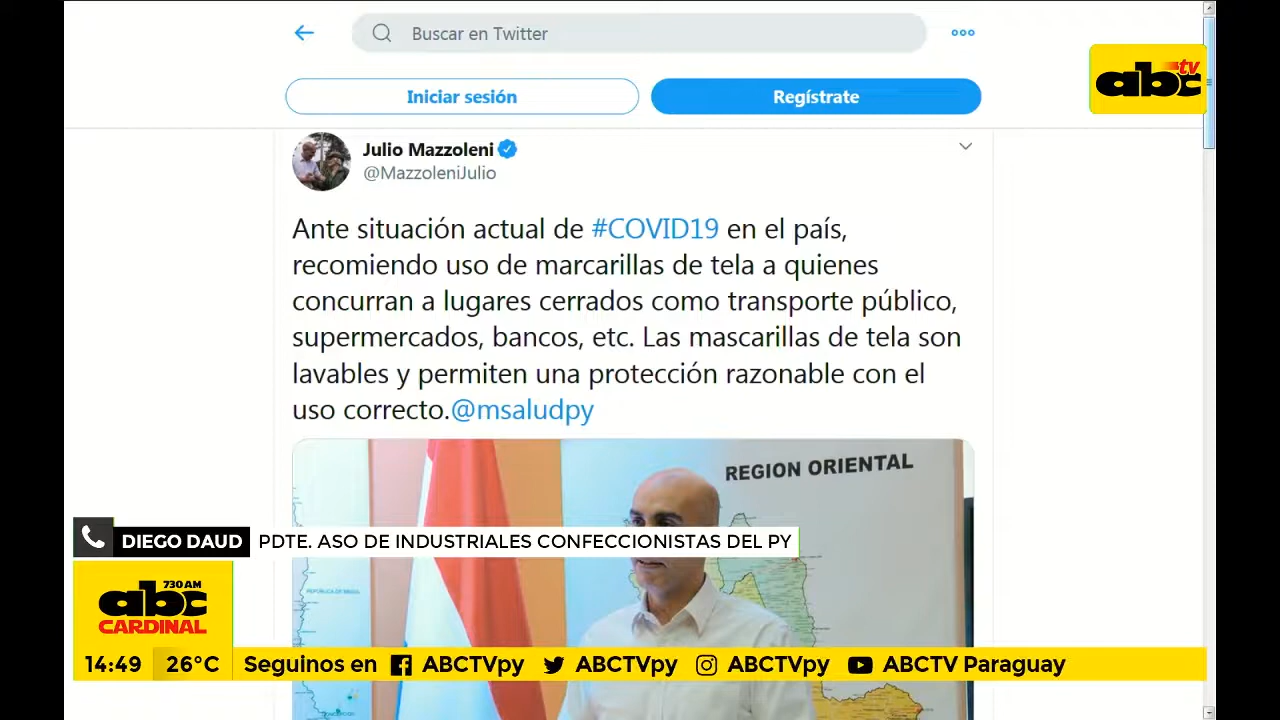 Buscar en Twitter
abc tv
Iniciar sesión
Regístrate
Julio Mazzoleni
@MazzoleniJulio
Ante situación actual de #COVID19 en el país,
recomiendo uso de marcarillas de tela a quienes
concurran a lugares cerrados como transporte público,
supermercados, bancos, etc. Las mascarillas de tela son
lavables y permiten una protección razonable con el
uso correcto.@msaludpy
REGION ORIENTAL
DIEGO DAUD PDTE. ASO DE INDUSTRIALES CONFECCIONISTAS DEL PY
730 AM
abc
CARDINAL
14:49 26°C Seguinos en ABCTVpy ABCTVpy ABCTVpy ABCTV Paraguay